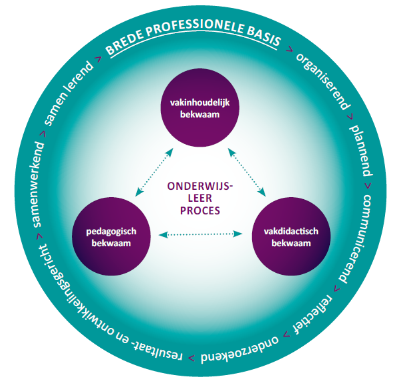 BREDE PROFESSIONELE BASIS > organiserend > plannend > communicerend > reflectief > onderzoekend > resultaat- en ontwikkelingsgericht > samenwerkend > samen lerend >
vakinhoudelijk
bekwaam
ONDERWIJS-
LEER
PROCES
pedagogisch
bekwaam
vakdidactisch
bekwaam